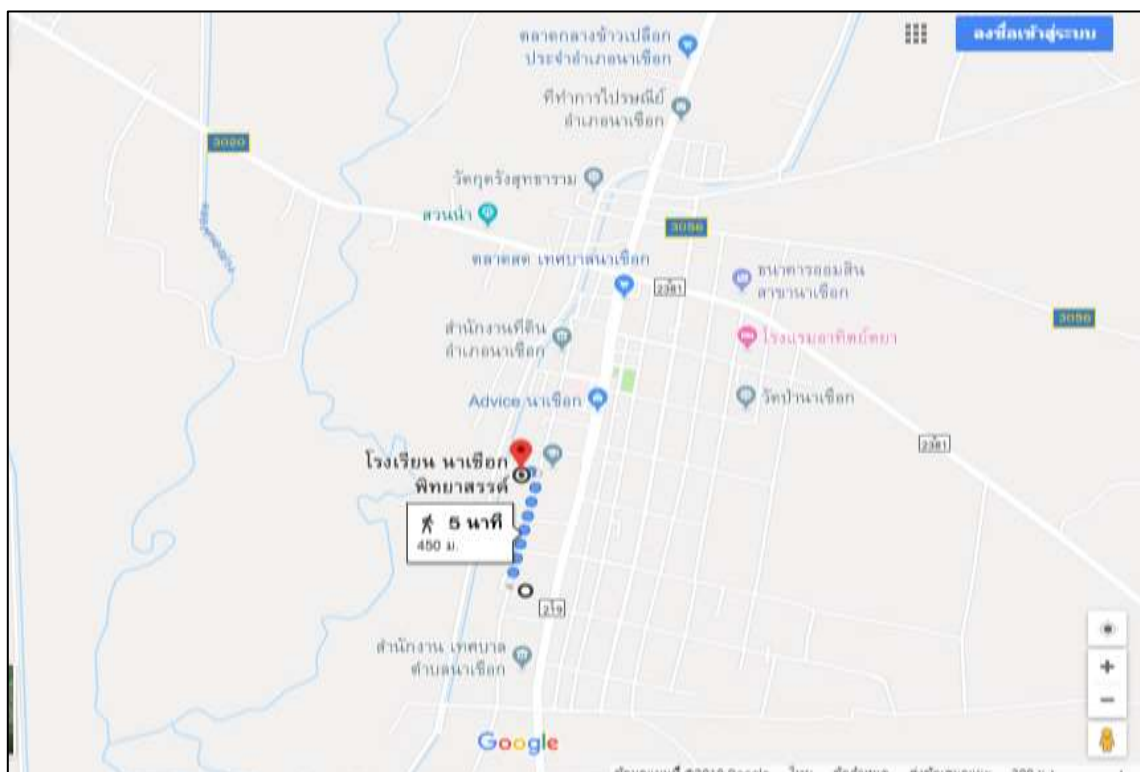 ตลาดกลางข้าวเปลือก
ประจำอำเภอนาเชือก
ลงชื่อเข้าสู่ระบบ
ที่ทำการไปรษณีย์
อำเภอนาเชือก
3020
วัดกุดรังสุทธาราม
สวนน้ำ
3056
ตลาดสด เทศบาลนาเชือก
2381
ธนาคารออมสิน
สาขานาเชือก
3056
สำนักงานที่ดิน
อำเภอนาเชือก
โรงแรมอาทิตย์ตยา
Advice นาเชือก
วัดป่านาเชือก
2381
โรงเรียน นาเชือก
พิทยาสรรค์
5 นาที
450 ม.
219
สำนักงาน เทศบาล
ตำบลนาเชือก
Google